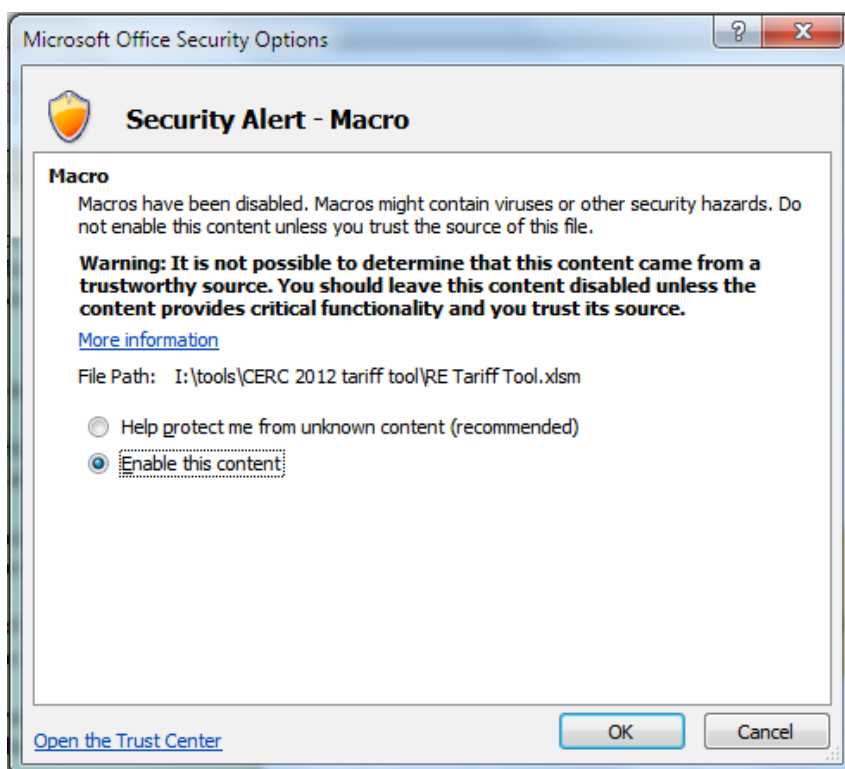 Microsoft Office Security Options
Security Alert - Macro
Macro
Macros have been disabled. Macros might contain viruses or other security hazards. Do
not enable this content unless you trust the source of this file.
Warning: It is not possible to determine that this content came from a
trustworthy source. You should leave this content disabled unless the
content provides critical functionality and you trust its source.
More information
File Path: I:\tools\CERC 2012 tariff tool\RE Tariff Tool.xlsm
Help protect me from unknown content (recommended)
Enable this content
Open the Trust Center
OK
Cancel